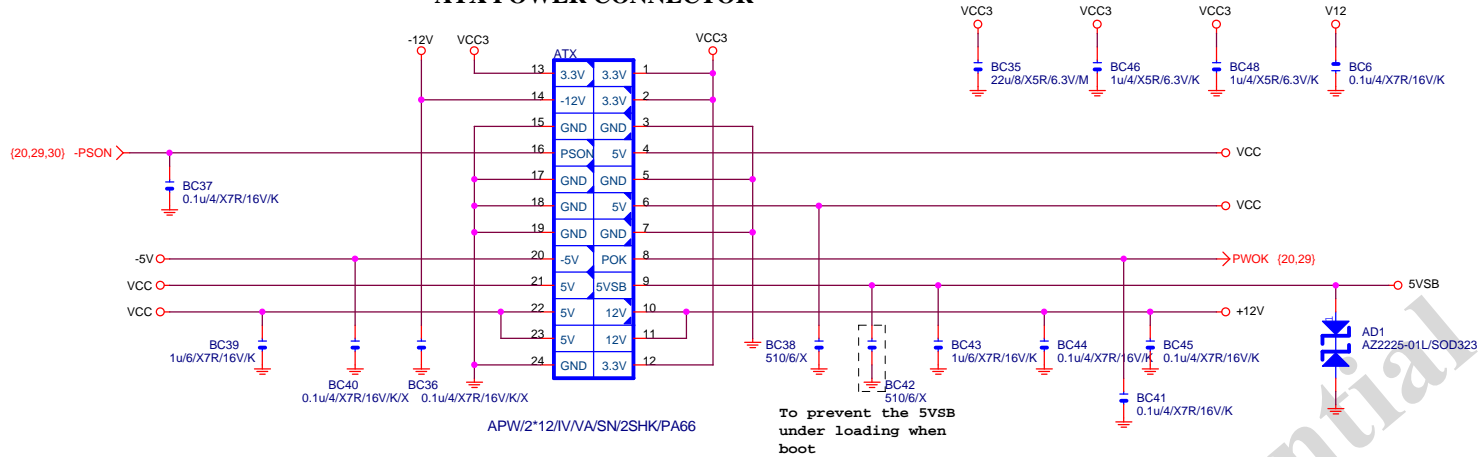 ATX POWER CONNECTOR
-12V
VCC3
VCC3
VCC3
VCC3
VCC3
V12
BC35
22u/8/X5R/6.3V/M
BC46
1u/4/X5R/6.3V/K
BC48
1u/4/X5R/6.3V/K
BC6
0.1u/4/X7R/16V/K
ATX
13 3.3V 3.3V 1
14 -12V 3.3V 2
15 GND GND 3
{20,29,30} -PSON 16 PSON 5V 4 VCC
17 GND GND 5
18 GND 5V 6 VCC
19 GND GND 7
-5V 20 -5V POK 8 PWOK {20,29}
VCC 21 5V 5VSB 9 5VSB
VCC 22 5V 12V 10 +12V
23 5V 12V 11
24 GND 3.3V 12
BC37
0.1u/4/X7R/16V/K
BC39
1u/6/X7R/16V/K
BC40
0.1u/4/X7R/16V/K/X
BC36
0.1u/4/X7R/16V/K/X
BC38
510/6/X
BC42
510/6/X
BC43
1u/6/X7R/16V/K
BC44
0.1u/4/X7R/16V/K
BC45
0.1u/4/X7R/16V/K
1
AD1
AZ2225-01L/SOD323
BC41
0.1u/4/X7R/16V/K
APW/2*12/IV/VA/SN/2SHK/PA66
To prevent the 5VSB
under loading when
boot
ential